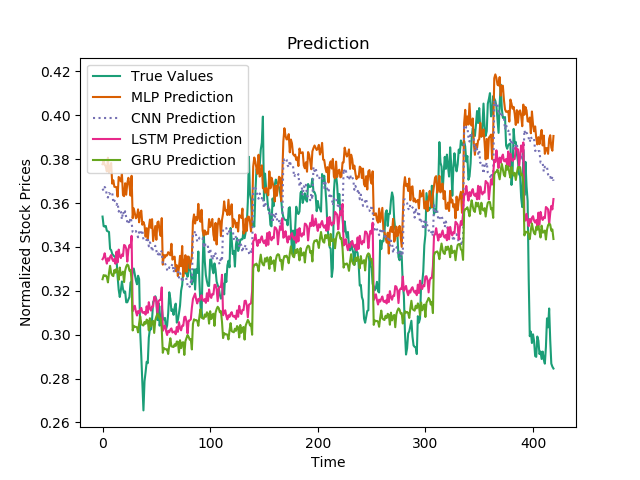 Prediction
True Values
MLP Prediction
CNN Prediction
LSTM Prediction
GRU Prediction
Normalized Stock Prices
0.42
0.40
0.38
0.36
0.34
0.32
0.30
0.28
0.26
0 100 200 300 400
Time